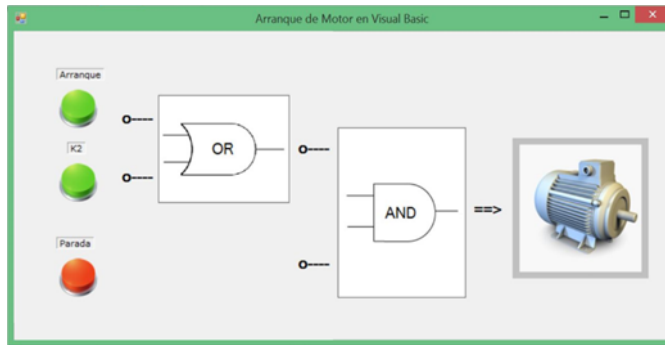 Arranque de Motor en Visual Basic
Arranque
o----
OR
K2
o----
o----
AND
==>
Parada
o----